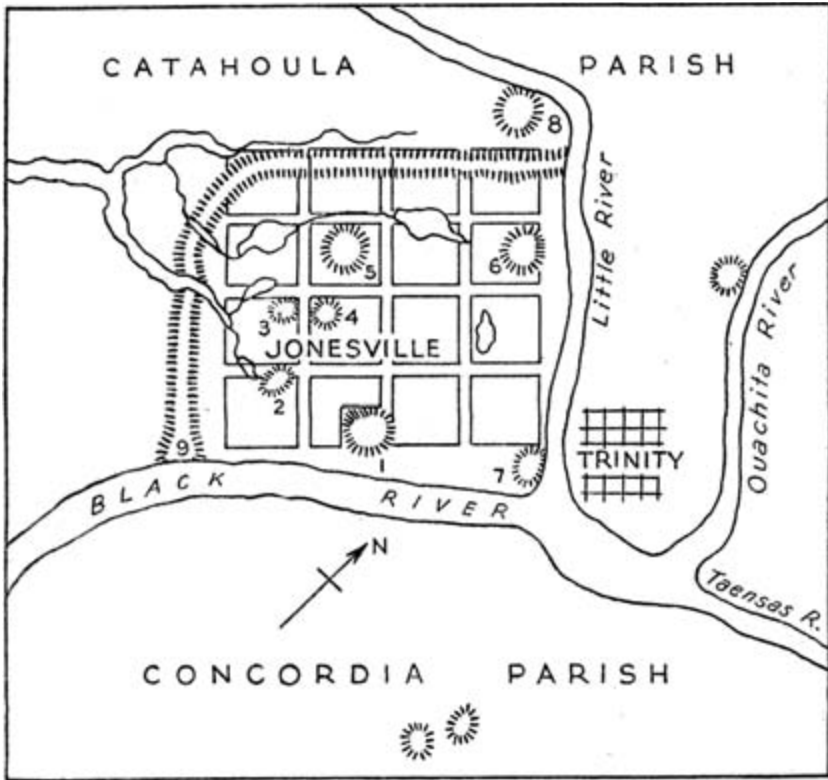 CATAHOULA PARISH
8
5
6
Little River
3
4
JONESVILLE
Ouachita River
2
TRINITY
9
1
7
BLACK RIVER
N
Taensas R.
CONCORDIA PARISH